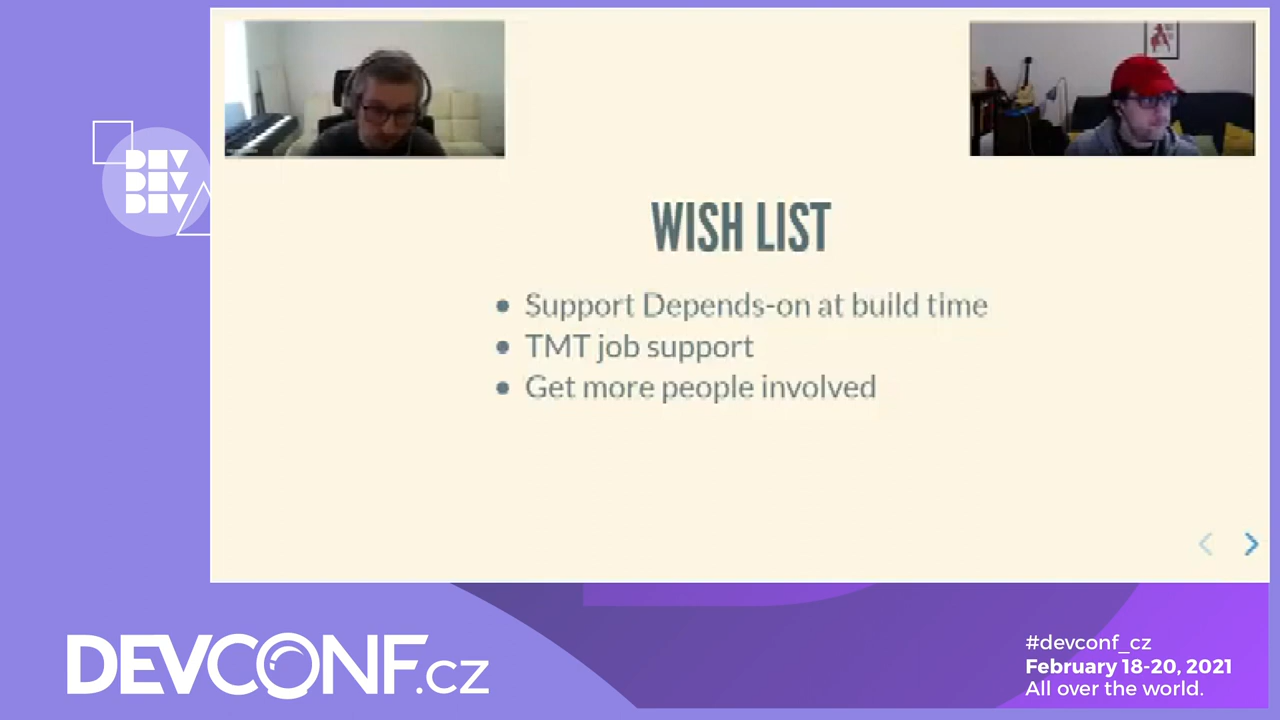 DEV
DEV
DEV
WISH LIST
Support Depends-on at build time
TMT job support
Get more people involved
DEVCONF.cz
#devconf_cz
February 18-20, 2021
All over the world.